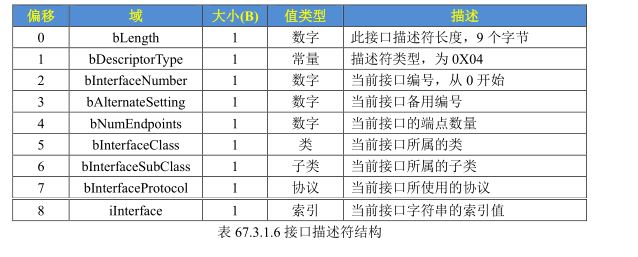 偏移 域 大小(B) 值类型 描述
0 bLength 1 数字 此接口描述符长度，9 个字节
1 bDescriptorType 1 常量 描述符类型，为 0X04
2 bInterfaceNumber 1 数字 当前接口编号，从 0 开始
3 bAlternateSetting 1 数字 当前接口备用编号
4 bNumEndpoints 1 数字 当前接口的端点数量
5 bInterfaceClass 1 类 当前接口所属的类
6 bInterfaceSubClass 1 子类 当前接口所属的子类
7 bInterfaceProtocol 1 协议 当前接口所使用的协议
8 iInterface 1 索引 当前接口字符串的索引值
表 67.3.1.6 接口描述符结构